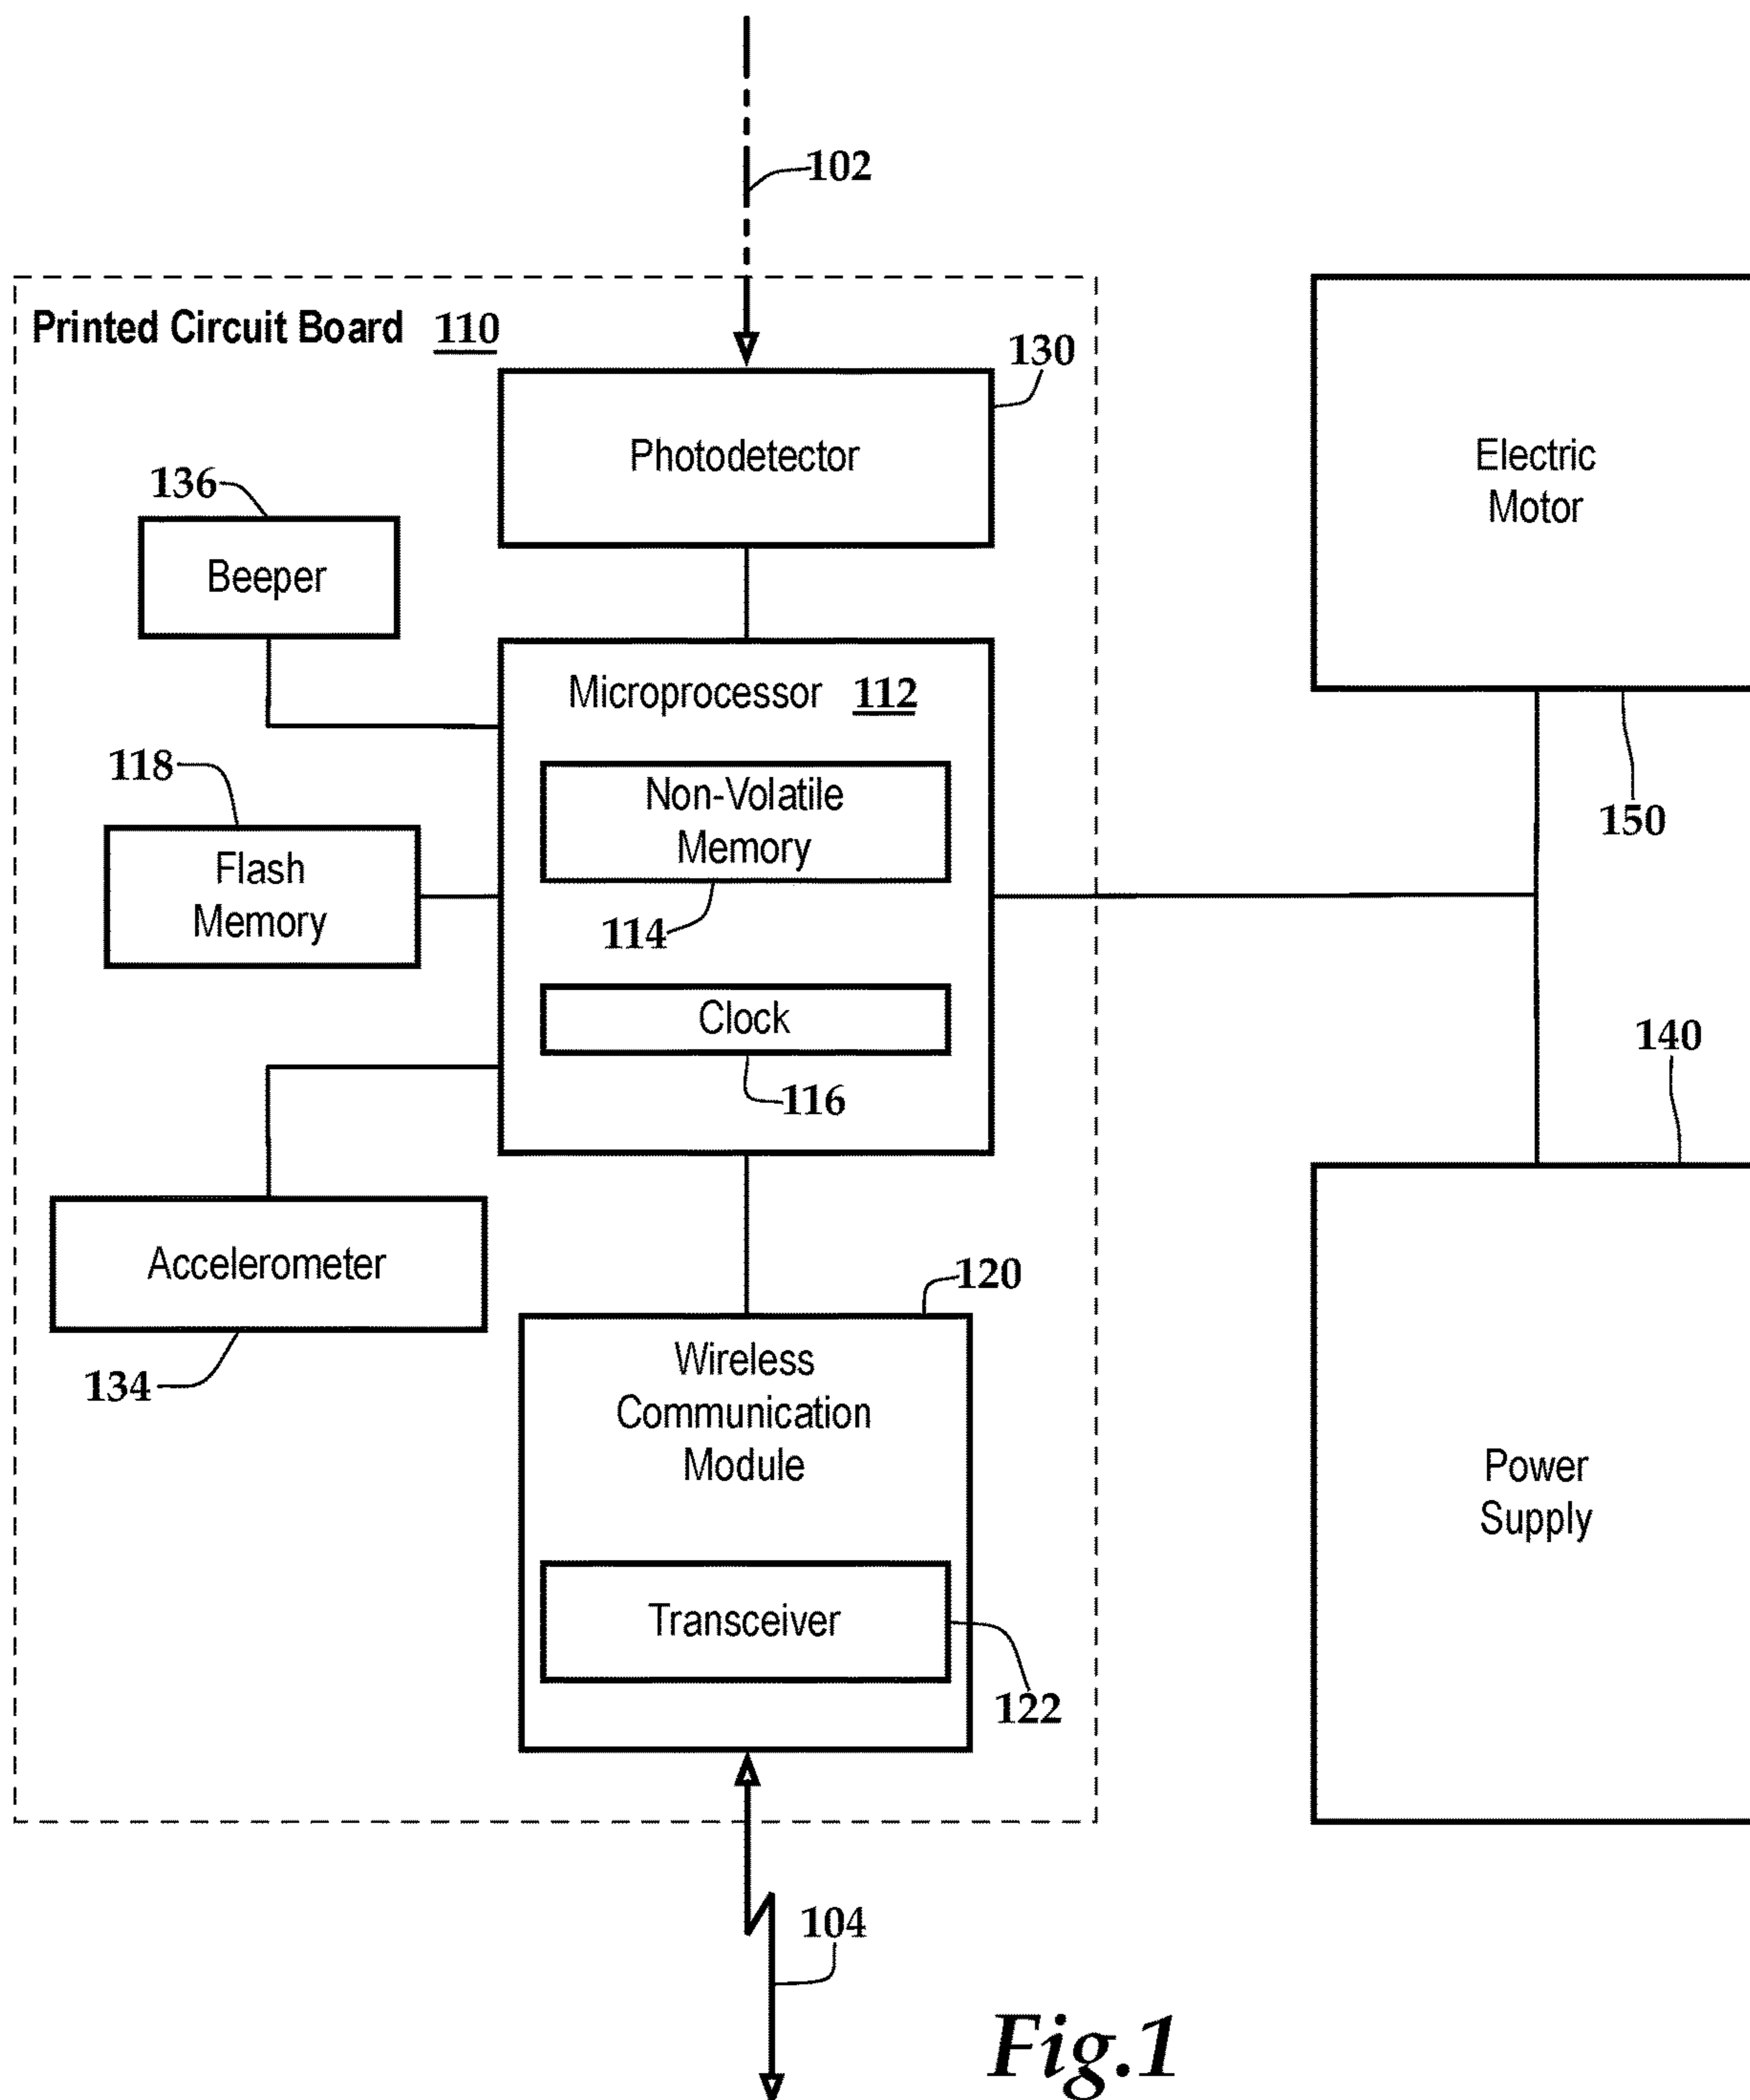 102
Printed Circuit Board 110
130
Photodetector
Electric
Motor
136
Beeper
Microprocessor 112
118
Non-Volatile
Memory
150
Flash
Memory
114
Clock
140
116
Accelerometer
120
134
Wireless
Communication
Module
Power
Supply
Transceiver
122
104
Fig.1